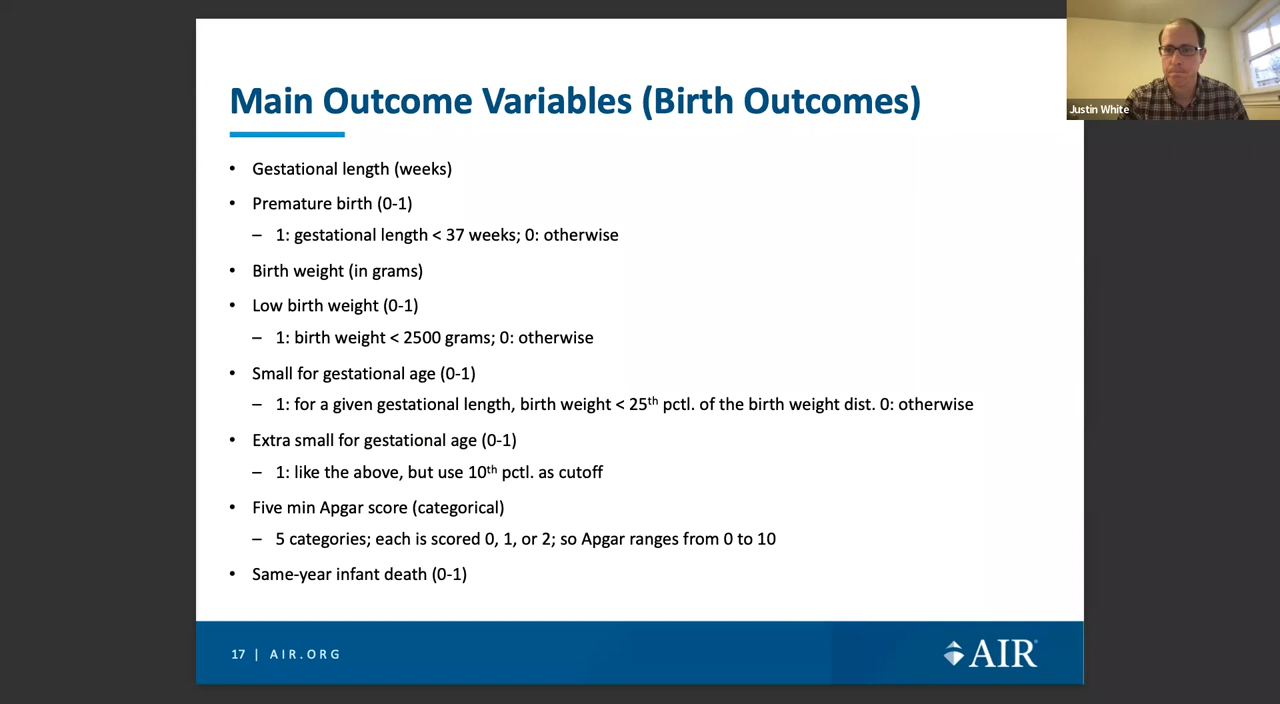 Main Outcome Variables (Birth Outcomes)
• Gestational length (weeks)
• Premature birth (0-1)
– 1: gestational length < 37 weeks; 0: otherwise
• Birth weight (in grams)
• Low birth weight (0-1)
– 1: birth weight < 2500 grams; 0: otherwise
• Small for gestational age (0-1)
– 1: for a given gestational length, birth weight < 25th pctl. of the birth weight dist. 0: otherwise
• Extra small for gestational age (0-1)
– 1: like the above, but use 10th pctl. as cutoff
• Five min Apgar score (categorical)
– 5 categories; each is scored 0, 1, or 2; so Apgar ranges from 0 to 10
• Same-year infant death (0-1)
17 | AIR.ORG
AIR®
Justin White